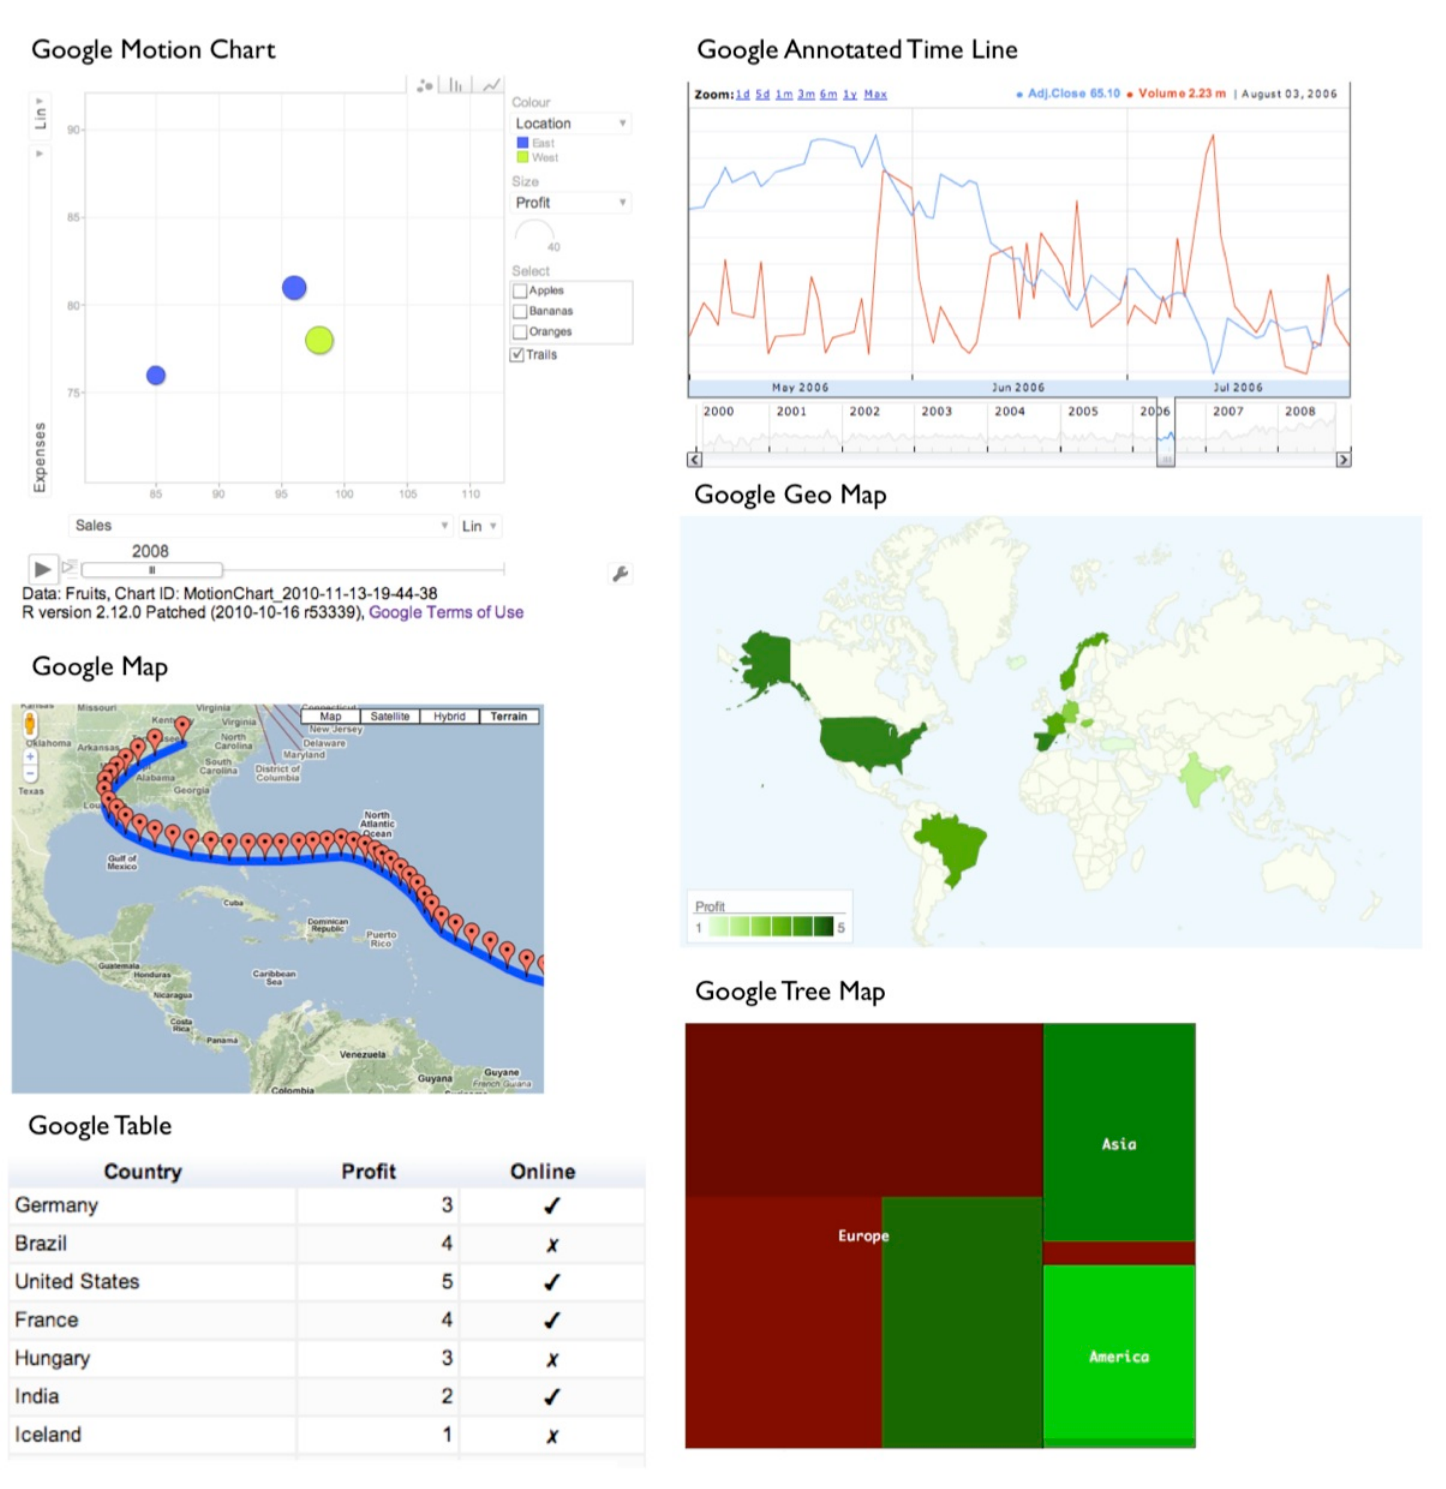 Google Motion Chart
Lin
90
85
80
75
Expenses
85 90 95 100 105 110
Sales
Lin
2008
Colour
Location
East
West
Size
Profit
40
Select
Apples
Bananas
Oranges
Trails
Data: Fruits, Chart ID: MotionChart_2010-11-13-19-44-38
R version 2.12.0 Patched (2010-10-16 r53339), Google Terms of Use
Google Map
Map Satellite Hybrid Terrain
Missouri
Virginia
Virginia
New Jersey
Delaware
Maryland
District of
Columbia
Oklahoma
Arkansas
North
Carolina
South
Carolina
Alabama
Georgia
Texas
North
Atlantic
Ocean
Gulf of
Mexico
Cuba
Dominican
Republic
Puerto
Rico
Guatemala
Honduras
Caribbean
Sea
Nicaragua
Costa
Rica
Panama
Venezuela
Guyana
Guyane
French Guiana
Colombia
Google Table
Country Profit Online
Germany 3 ✓
Brazil 4 ✗
United States 5 ✓
France 4 ✓
Hungary 3 ✗
India 2 ✓
Iceland 1 ✗
Google Annotated Time Line
Zoom: 1d 5d 1m 3m 6m 1y Max
Adj.Close 65.10 Volume 2.23 m | August 03, 2006
May 2006 Jun 2006 Jul 2006
2000 2001 2002 2003 2004 2005 2006 2007 2008
Google Geo Map
Profit
1 5
Google Tree Map
Asia
Europe
America